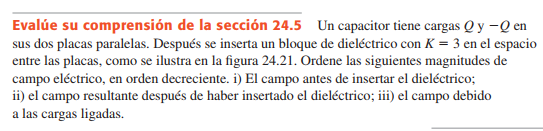 Evalúe su comprensión de la sección 24.5 Un capacitor tiene cargas Q y −Q en
sus dos placas paralelas. Después se inserta un bloque de dieléctrico con K = 3 en el espacio
entre las placas, como se ilustra en la figura 24.21. Ordene las siguientes magnitudes de
campo eléctrico, en orden decreciente. i) El campo antes de insertar el dieléctrico;
ii) el campo resultante después de haber insertado el dieléctrico; iii) el campo debido
a las cargas ligadas.